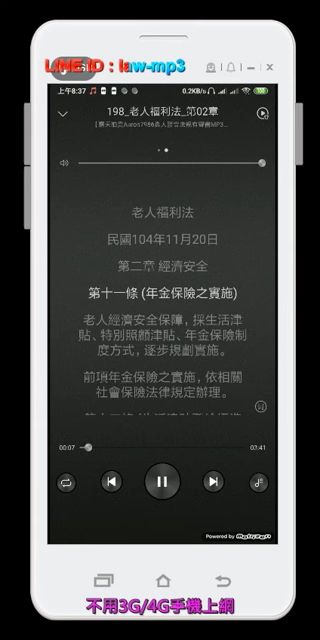 LINE ID：law-mp3
上午8:37
0.2KB/s
198_老人福利法_第02章
老人福利法
民國104年11月20日
第二章 經濟安全
第十一條 (年金保險之實施)
老人經濟安全保障，採生活津
貼、特別照顧津貼、年金保險制
度方式，逐步規劃實施。
前項年金保險之實施，依相關
社會保險法律規定辦理。
00:07
03:41
Powered by
不用3G/4G手機上網